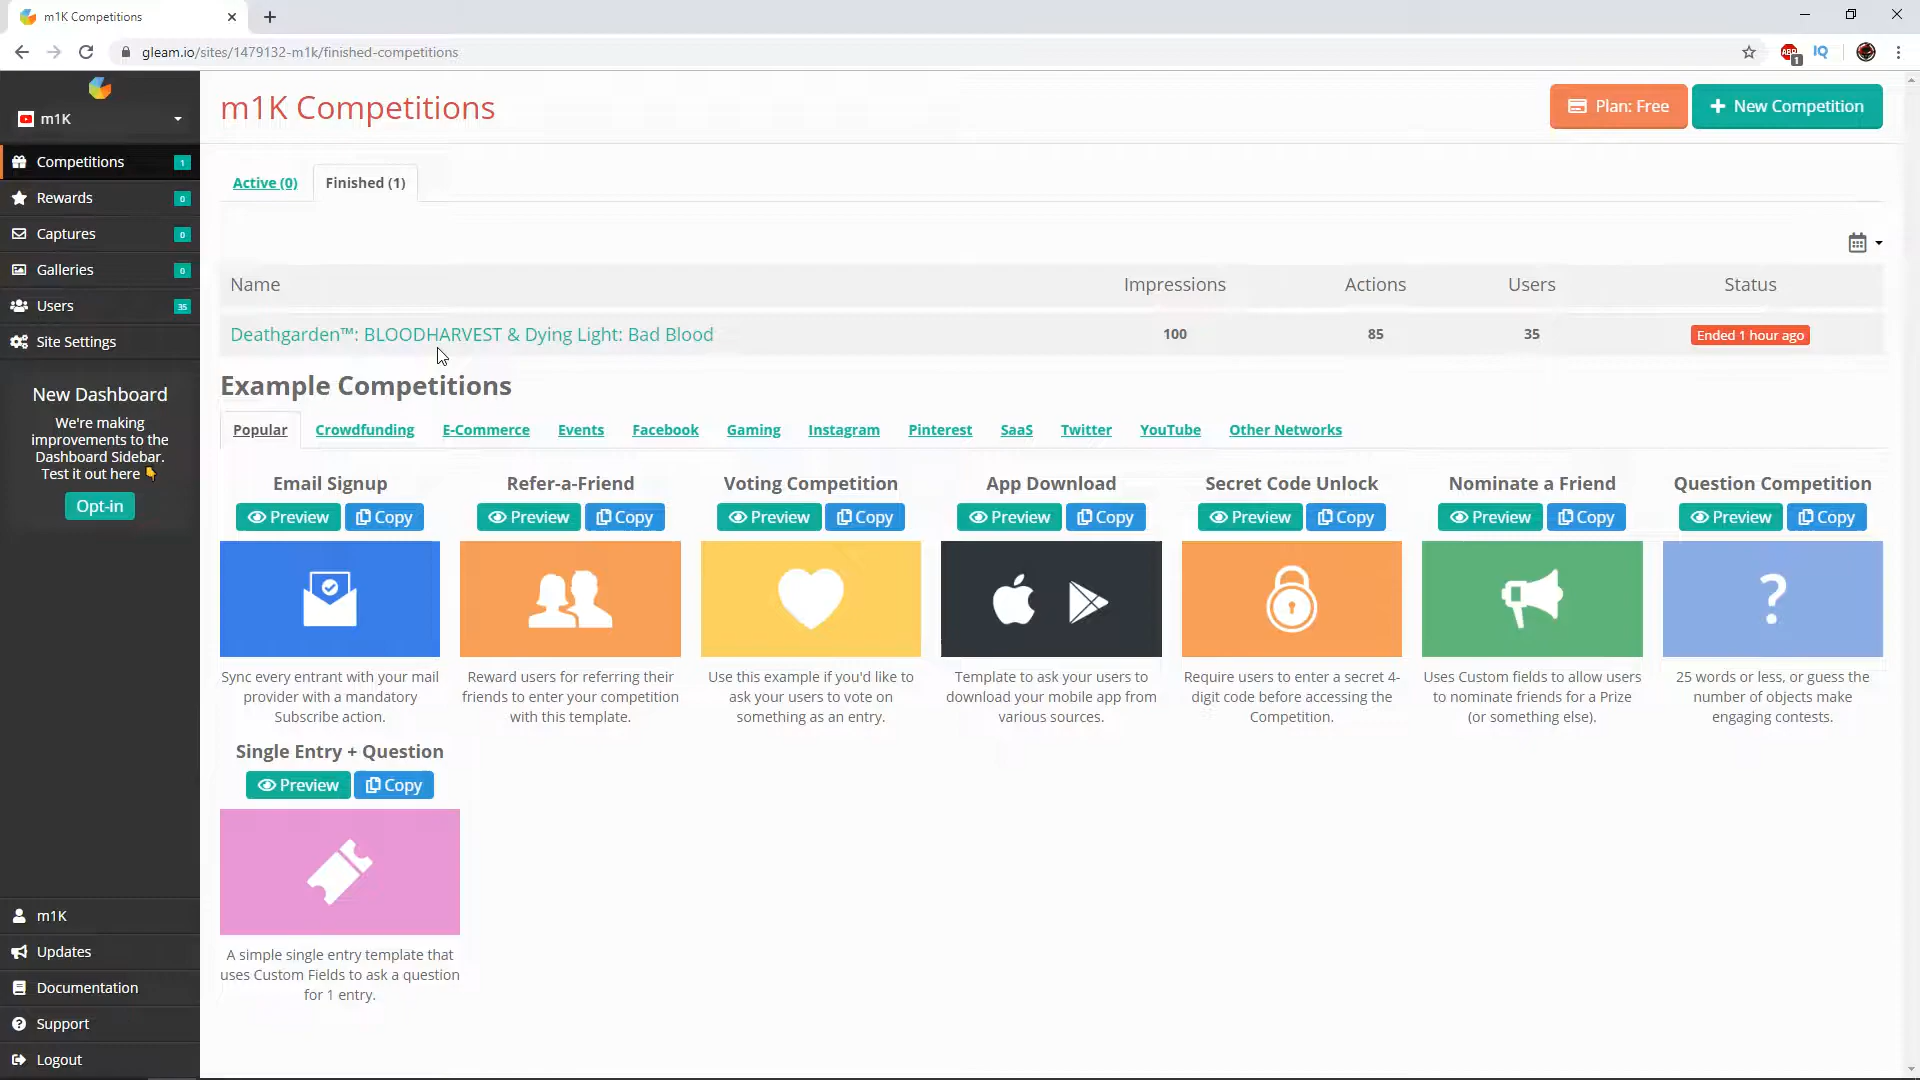 m1K Competitions
gleam.io/sites/1479132-m1k/finished-competitions
ABP
1
IQ
m1K
Competitions 1
Rewards 0
Captures 0
Galleries 0
Users 35
Site Settings
New Dashboard
We're making
improvements to the
Dashboard Sidebar.
Test it out here 👇
Opt-in
m1K
Updates
Documentation
Support
Logout
m1K Competitions
Plan: Free
New Competition
Active (0)
Finished (1)
Name Impressions Actions Users Status
Deathgarden™: BLOODHARVEST & Dying Light: Bad Blood 100 85 35 Ended 1 hour ago
Example Competitions
Popular Crowdfunding E-Commerce Events Facebook Gaming Instagram Pinterest SaaS Twitter YouTube Other Networks
Email Signup
Preview Copy
Sync every entrant with your mail
provider with a mandatory
Subscribe action.
Refer-a-Friend
Preview Copy
Reward users for referring their
friends to enter your competition
with this template.
Voting Competition
Preview Copy
Use this example if you'd like to
ask your users to vote on
something as an entry.
App Download
Preview Copy
Template to ask your users to
download your mobile app from
various sources.
Secret Code Unlock
Preview Copy
Require users to enter a secret 4-
digit code before accessing the
Competition.
Nominate a Friend
Preview Copy
Uses Custom fields to allow users
to nominate friends for a Prize
(or something else).
Question Competition
Preview Copy
?
25 words or less, or guess the
number of objects make
engaging contests.
Single Entry + Question
Preview Copy
A simple single entry template that
uses Custom Fields to ask a question
for 1 entry.